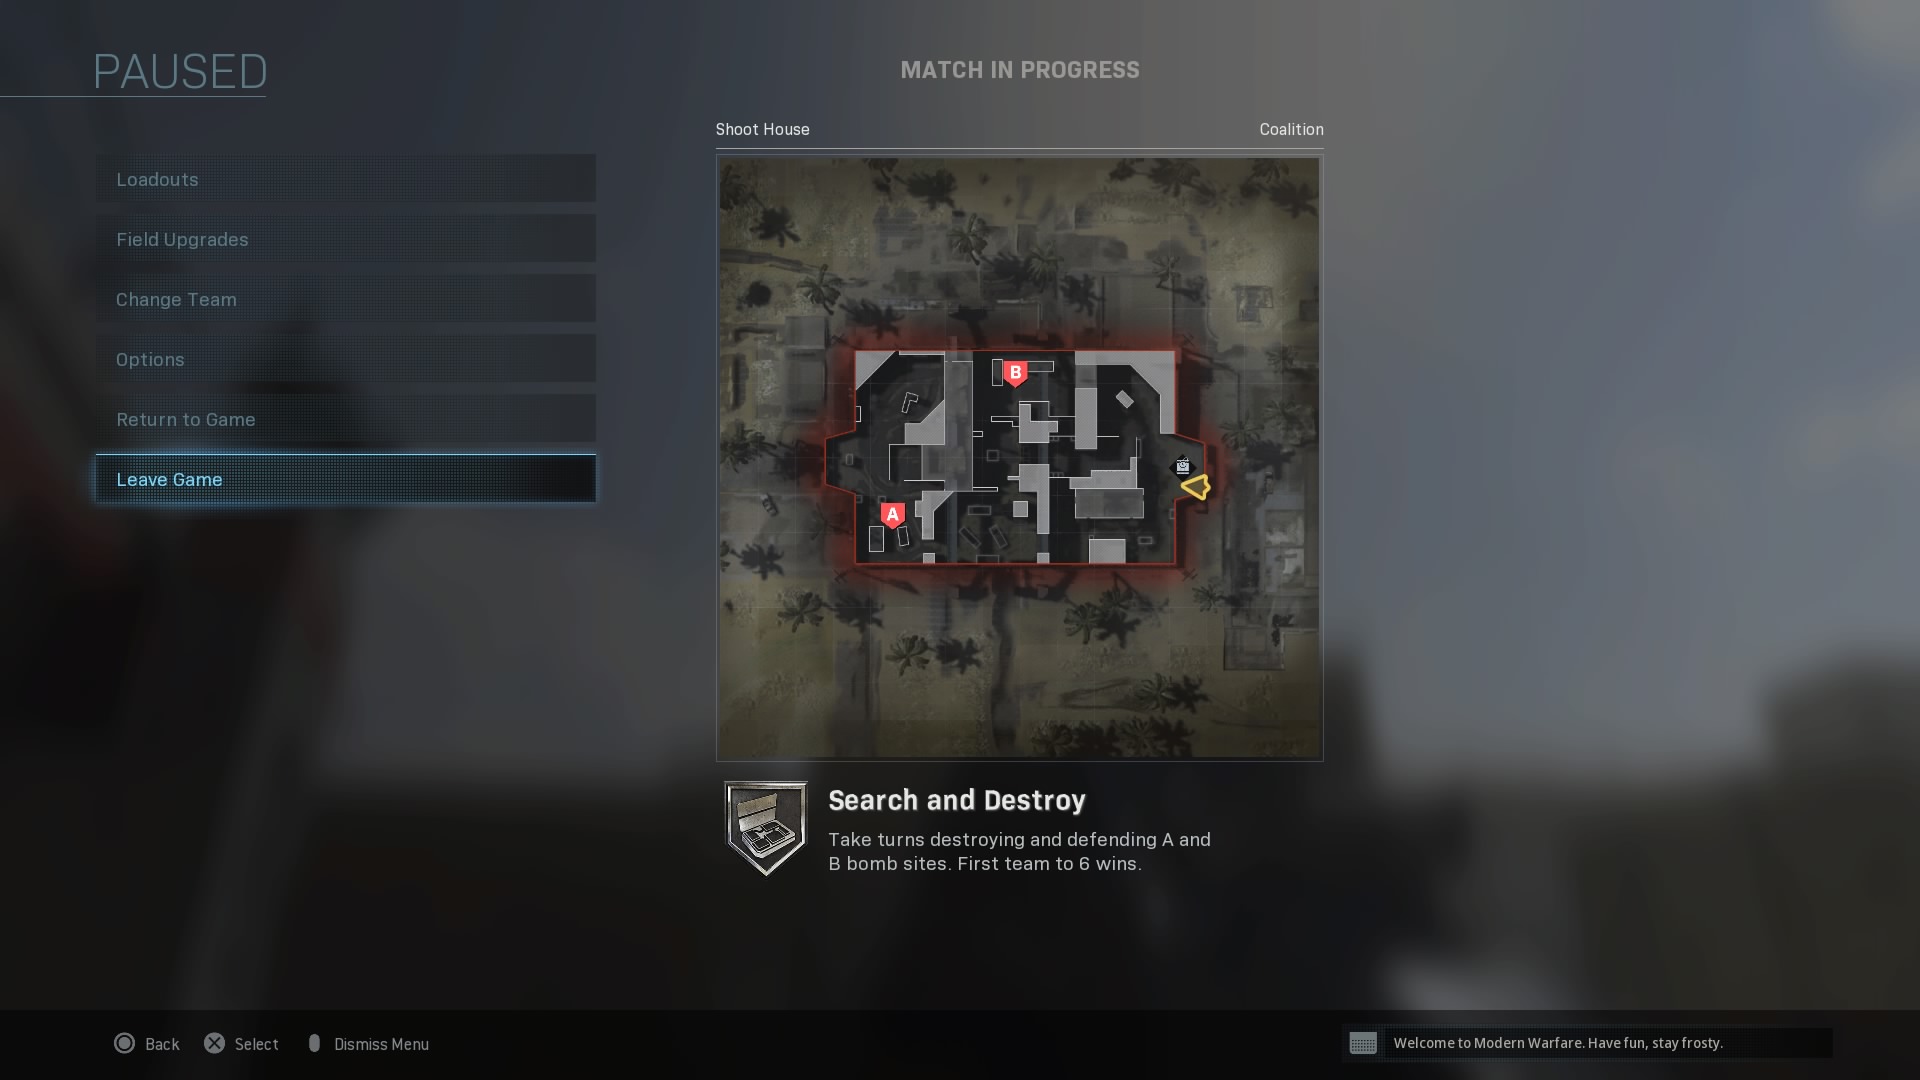 PAUSED
MATCH IN PROGRESS
Shoot House
Coalition
Loadouts
Field Upgrades
Change Team
Options
Return to Game
Leave Game
B
A
Search and Destroy
Take turns destroying and defending A and
B bomb sites. First team to 6 wins.
Back
Select
Dismiss Menu
Welcome to Modern Warfare. Have fun, stay frosty.